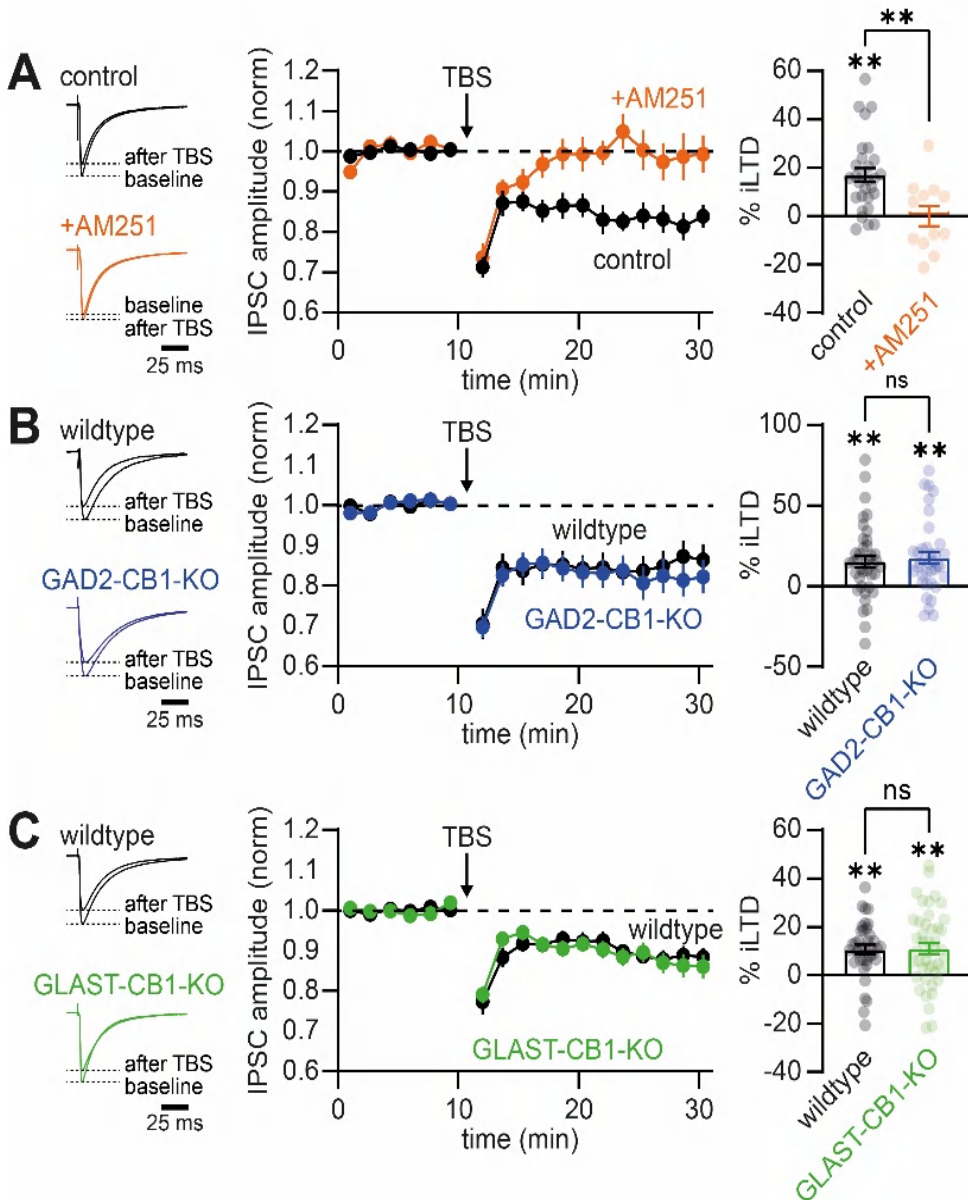 A
control
after TBS
baseline
+AM251
baseline
after TBS
25 ms
IPSC amplitude (norm)
1.2
1.1
1.0
0.9
0.8
0.7
0.6
TBS
+AM251
control
0
10
20
30
time (min)
**
**
% iLTD
60
40
20
0
-20
-40
control
+AM251
B
wildtype
after TBS
baseline
GAD2-CB1-KO
after TBS
baseline
25 ms
IPSC amplitude (norm)
1.2
1.1
1.0
0.9
0.8
0.7
0.6
TBS
wildtype
GAD2-CB1-KO
0
10
20
30
time (min)
ns
**
**
% iLTD
100
50
0
-50
wildtype
GAD2-CB1-KO
C
wildtype
after TBS
baseline
GLAST-CB1-KO
after TBS
baseline
25 ms
IPSC amplitude (norm)
1.2
1.1
1.0
0.9
0.8
0.7
0.6
TBS
wildtype
GLAST-CB1-KO
0
10
20
30
time (min)
ns
**
**
% iLTD
60
40
20
0
-20
-40
wildtype
GLAST-CB1-KO